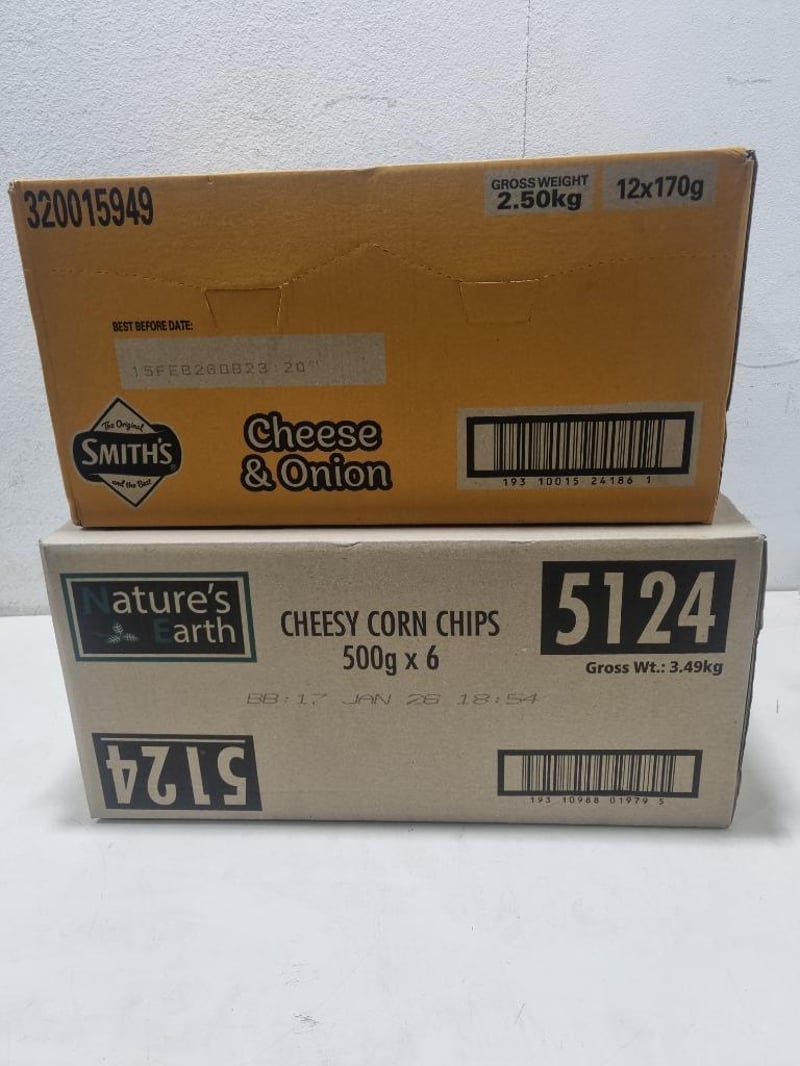 320015949
GROSS WEIGHT
2.50kg
12x170g
BEST BEFORE DATE:
15FEB26DB23 20
The Original
SMITH'S
and the Best
Cheese
& Onion
193 10015 24186 1
Nature's
Earth
CHEESY CORN CHIPS
500g x 6
5124
Gross Wt.: 3.49kg
BB: 17 JAN 26 18:54
5124
193 10988 01979 5